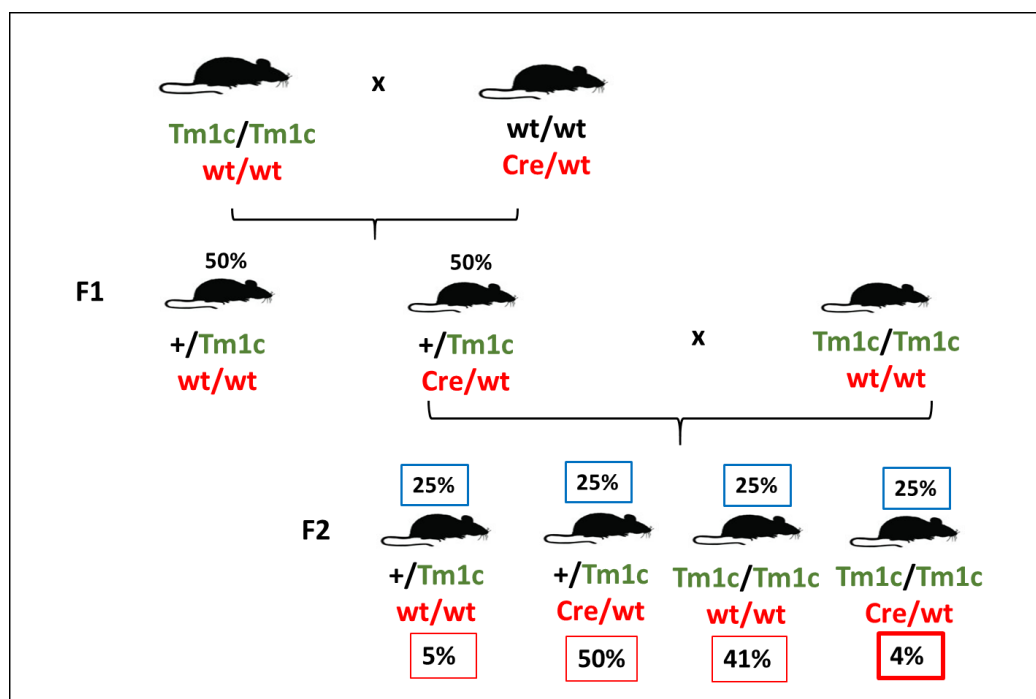 x
Tm1c/Tm1c
wt/wt
wt/wt
Cre/wt
F1
50%
50%
+/Tm1c
wt/wt
+/Tm1c
Cre/wt
x
Tm1c/Tm1c
wt/wt
F2
25%
25%
25%
25%
+/Tm1c
wt/wt
+/Tm1c
Cre/wt
Tm1c/Tm1c
wt/wt
Tm1c/Tm1c
Cre/wt
5%
50%
41%
4%